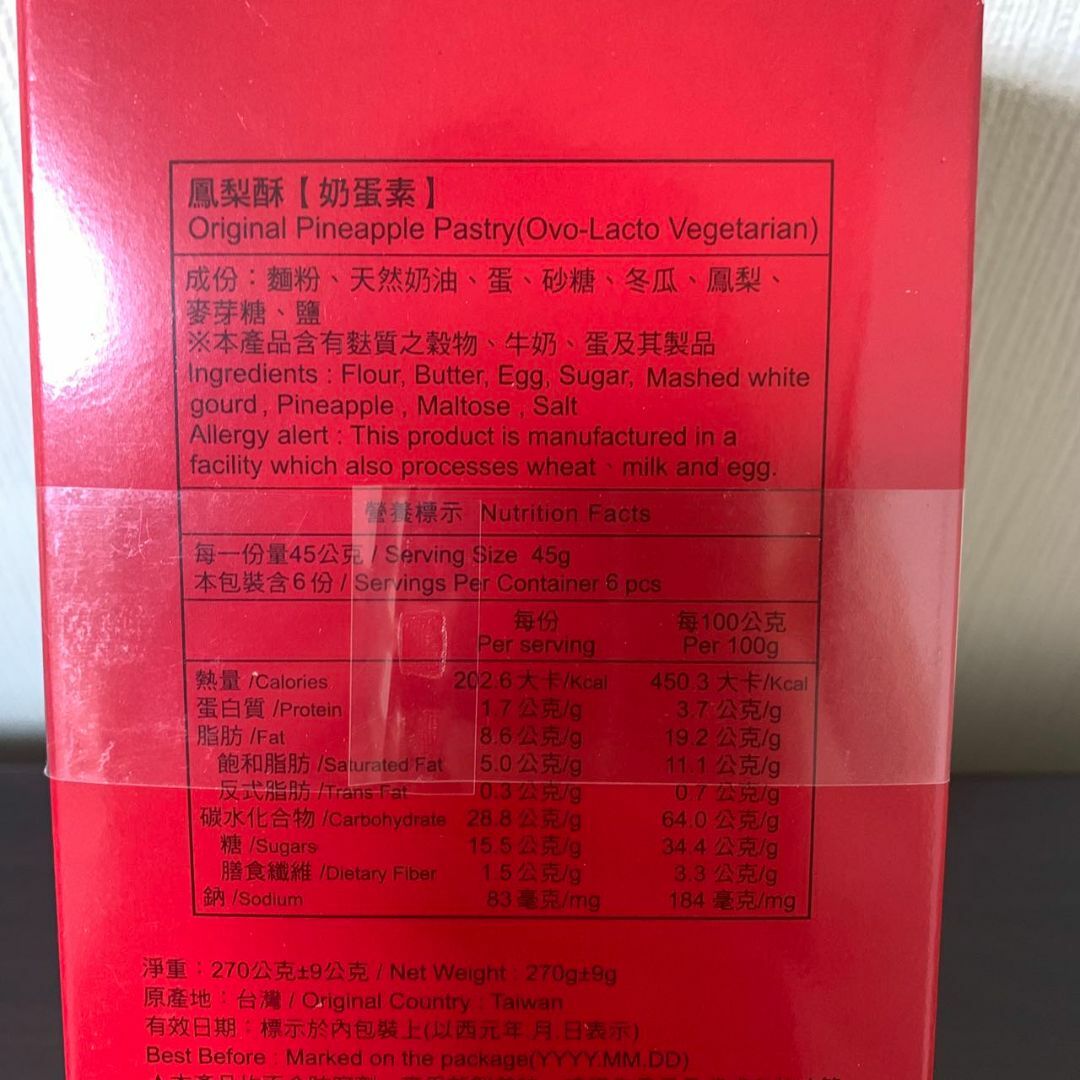 鳳梨酥【奶蛋素】
Original Pineapple Pastry(Ovo-Lacto Vegetarian)
成份：麵粉、天然奶油、蛋、砂糖、冬瓜、鳳梨、
麥芽糖、鹽
※本產品含有麩質之穀物、牛奶、蛋及其製品
Ingredients : Flour, Butter, Egg, Sugar, Mashed white
gourd , Pineapple , Maltose , Salt
Allergy alert : This product is manufactured in a
facility which also processes wheat、milk and egg.
營養標示 Nutrition Facts
每一份量45公克 / Serving Size 45g
本包裝含6份 / Servings Per Container 6 pcs
每份 每100公克
Per serving Per 100g
熱量 /Calories 202.6 大卡/Kcal 450.3 大卡/Kcal
蛋白質 /Protein 1.7 公克/g 3.7 公克/g
脂肪 /Fat 8.6 公克/g 19.2 公克/g
飽和脂肪 /Saturated Fat 5.0 公克/g 11.1 公克/g
反式脂肪 /Trans Fat 0.3 公克/g 0.7 公克/g
碳水化合物 /Carbohydrate 28.8 公克/g 64.0 公克/g
糖 /Sugars 15.5 公克/g 34.4 公克/g
膳食纖維 /Dietary Fiber 1.5 公克/g 3.3 公克/g
鈉 /Sodium 83 毫克/mg 184 毫克/mg
淨重：270公克±9公克 / Net Weight : 270g±9g
原產地：台灣 / Original Country : Taiwan
有效日期：標示於內包裝上(以西元年.月.日表示)
Best Before : Marked on the package(YYYY.MM.DD)